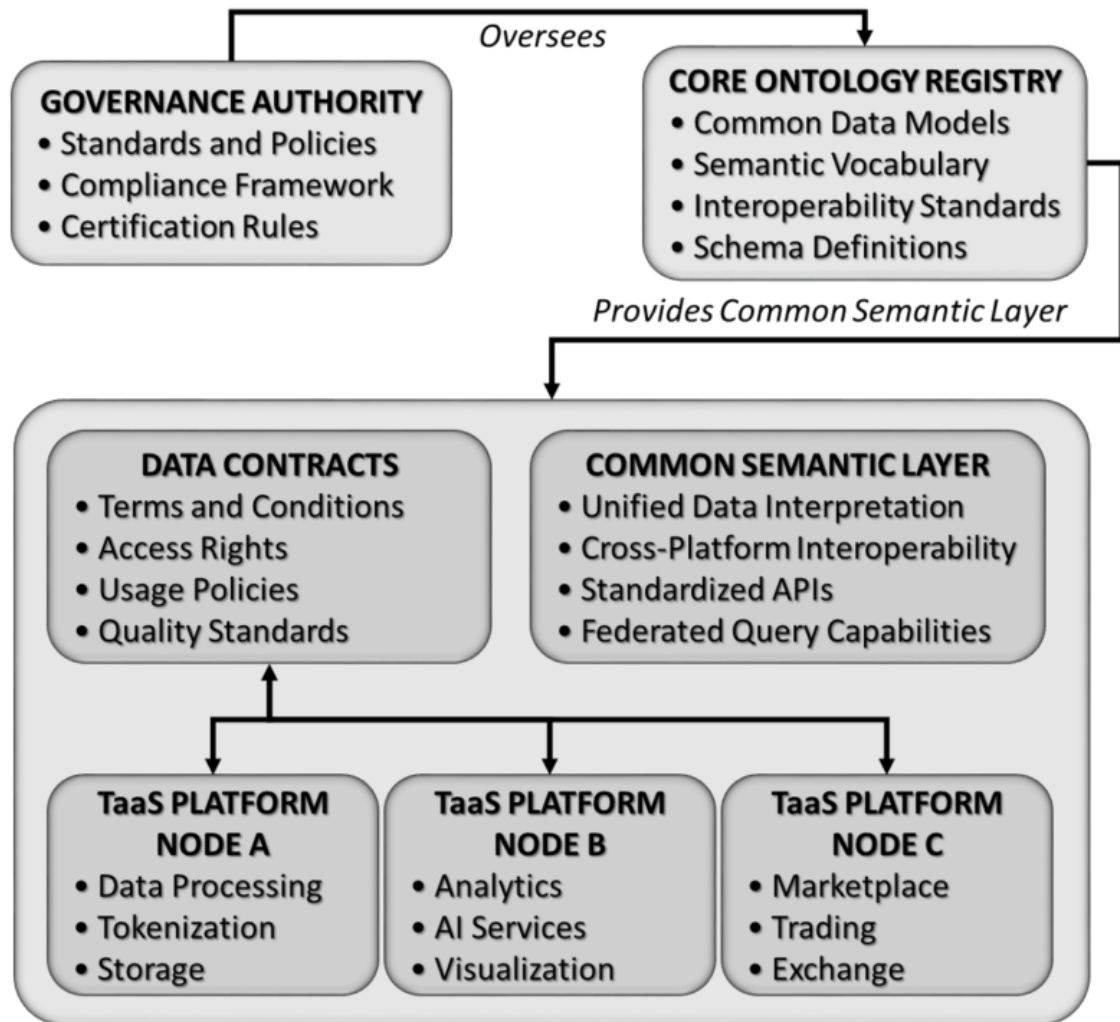 Oversees
GOVERNANCE AUTHORITY
• Standards and Policies
• Compliance Framework
• Certification Rules
CORE ONTOLOGY REGISTRY
• Common Data Models
• Semantic Vocabulary
• Interoperability Standards
• Schema Definitions
Provides Common Semantic Layer
DATA CONTRACTS
• Terms and Conditions
• Access Rights
• Usage Policies
• Quality Standards
COMMON SEMANTIC LAYER
• Unified Data Interpretation
• Cross-Platform Interoperability
• Standardized APIs
• Federated Query Capabilities
TaaS PLATFORM
NODE A
• Data Processing
• Tokenization
• Storage
TaaS PLATFORM
NODE B
• Analytics
• AI Services
• Visualization
TaaS PLATFORM
NODE C
• Marketplace
• Trading
• Exchange